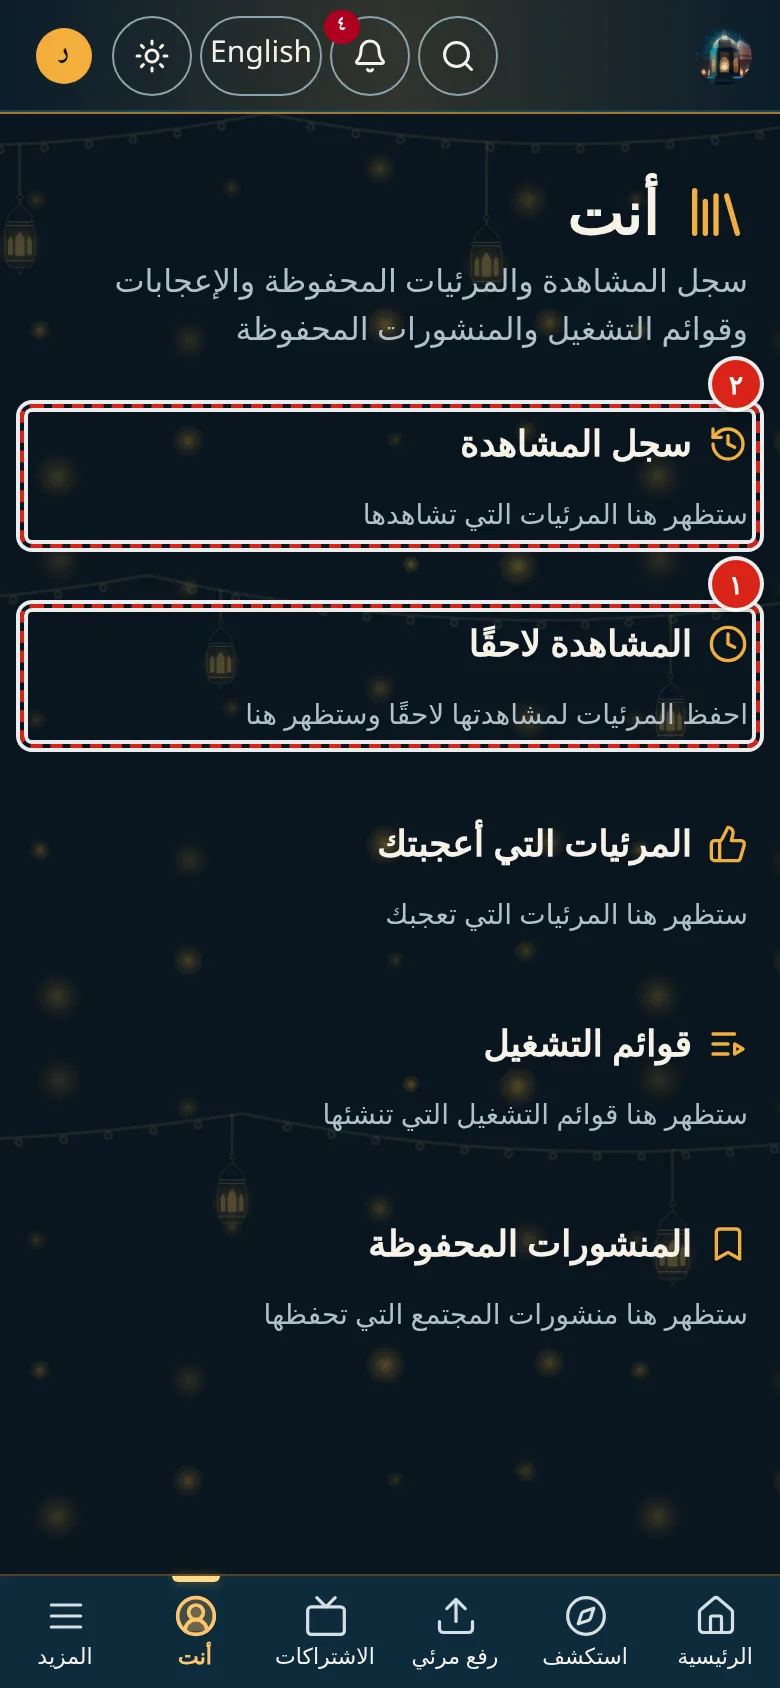 ر
English
٤
أنت
سجل المشاهدة والمرئيات المحفوظة والإعجابات
وقوائم التشغيل والمنشورات المحفوظة
٢
سجل المشاهدة
ستظهر هنا المرئيات التي تشاهدها
١
المشاهدة لاحقًا
احفظ المرئيات لمشاهدتها لاحقًا وستظهر هنا
المرئيات التي أعجبتك
ستظهر هنا المرئيات التي تعجبك
قوائم التشغيل
ستظهر هنا قوائم التشغيل التي تنشئها
المنشورات المحفوظة
ستظهر هنا منشورات المجتمع التي تحفظها
الرئيسية
استكشف
رفع مرئي
الاشتراكات
أنت
المزيد